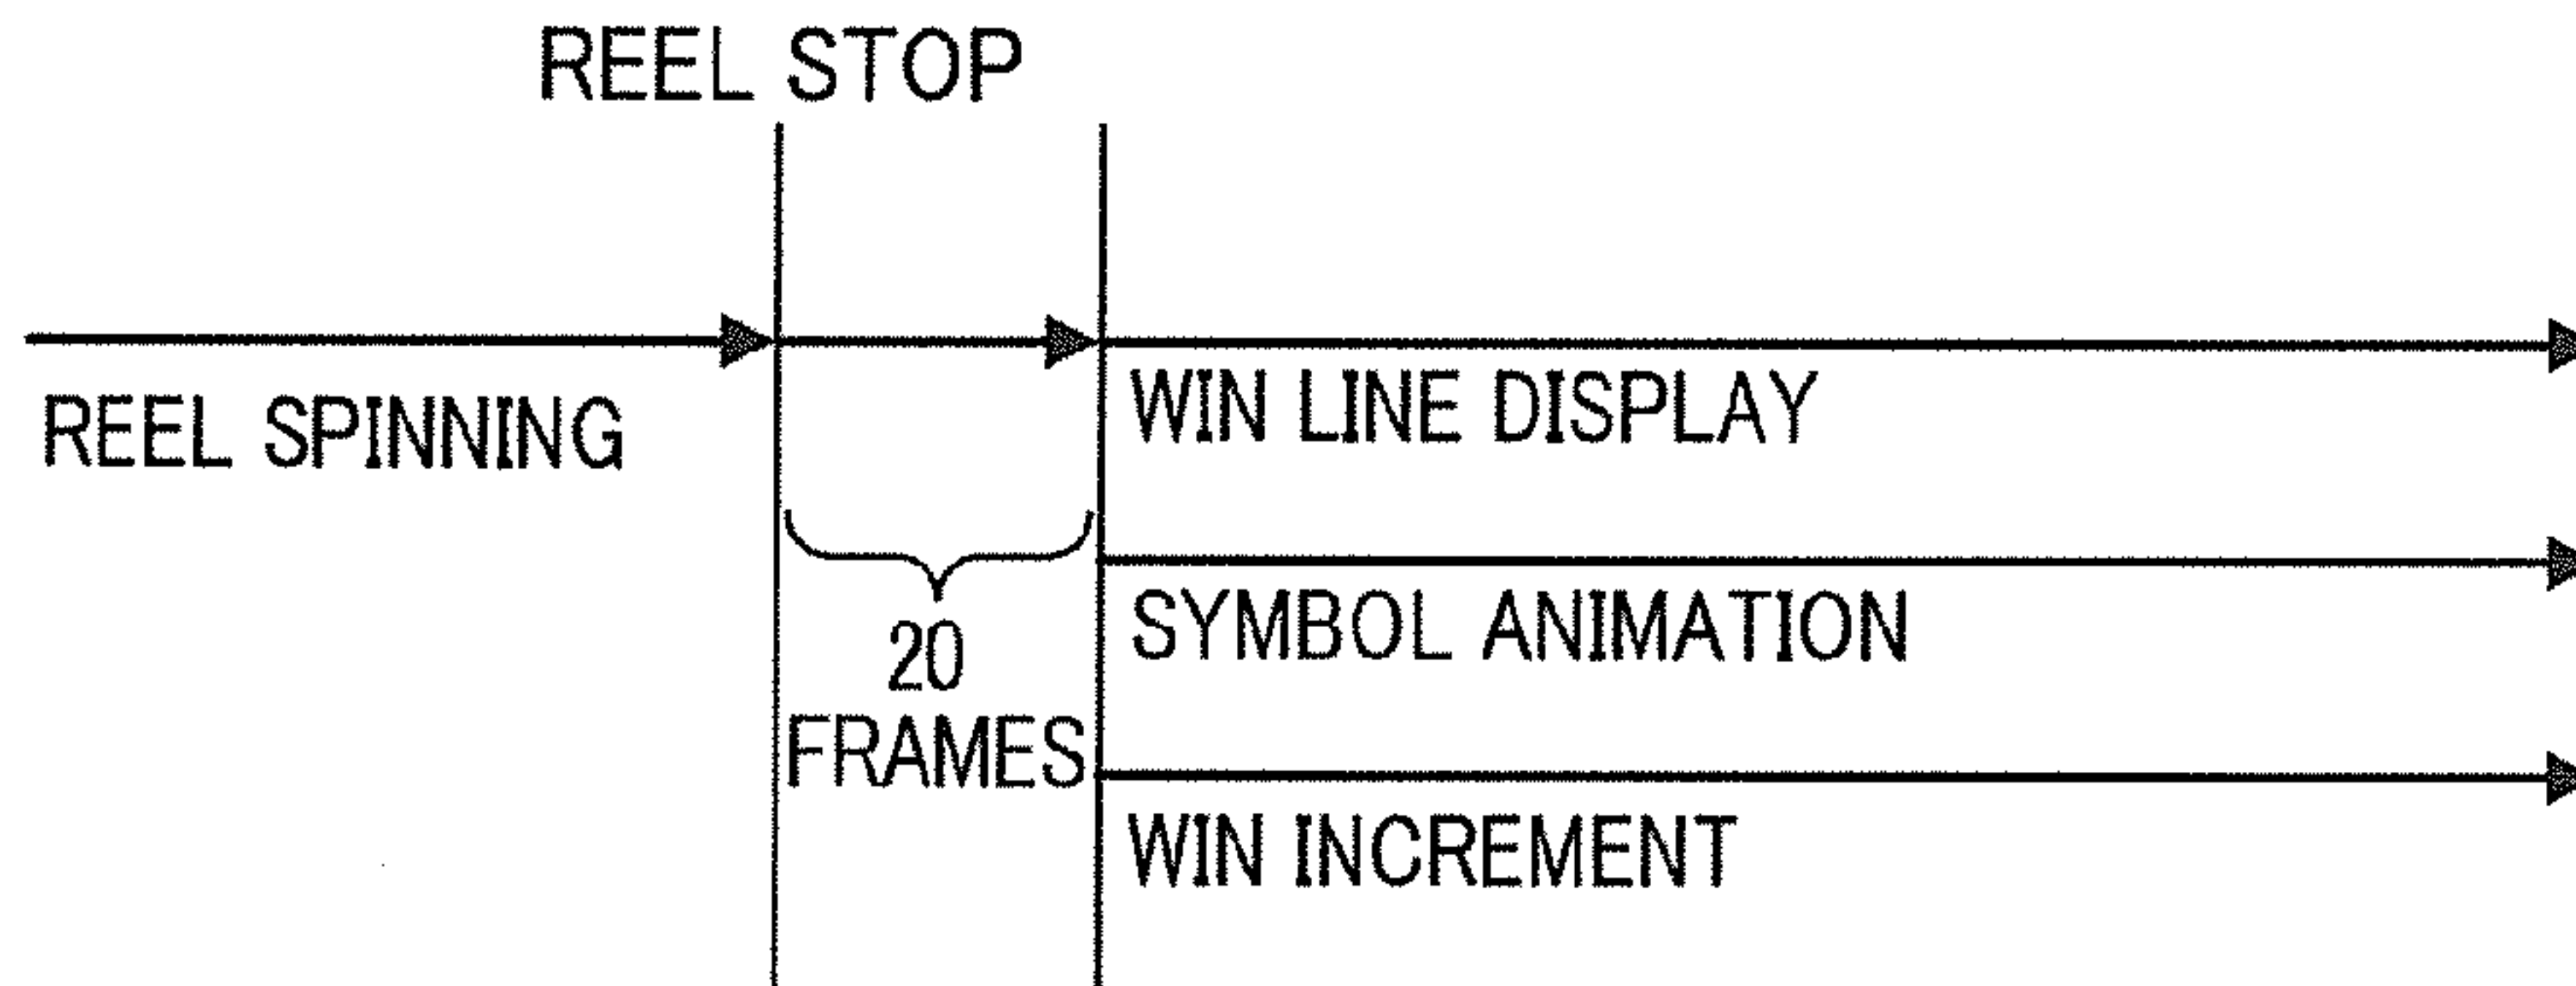 REEL STOP
REEL SPINNING
WIN LINE DISPLAY
20
FRAMES
SYMBOL ANIMATION
WIN INCREMENT